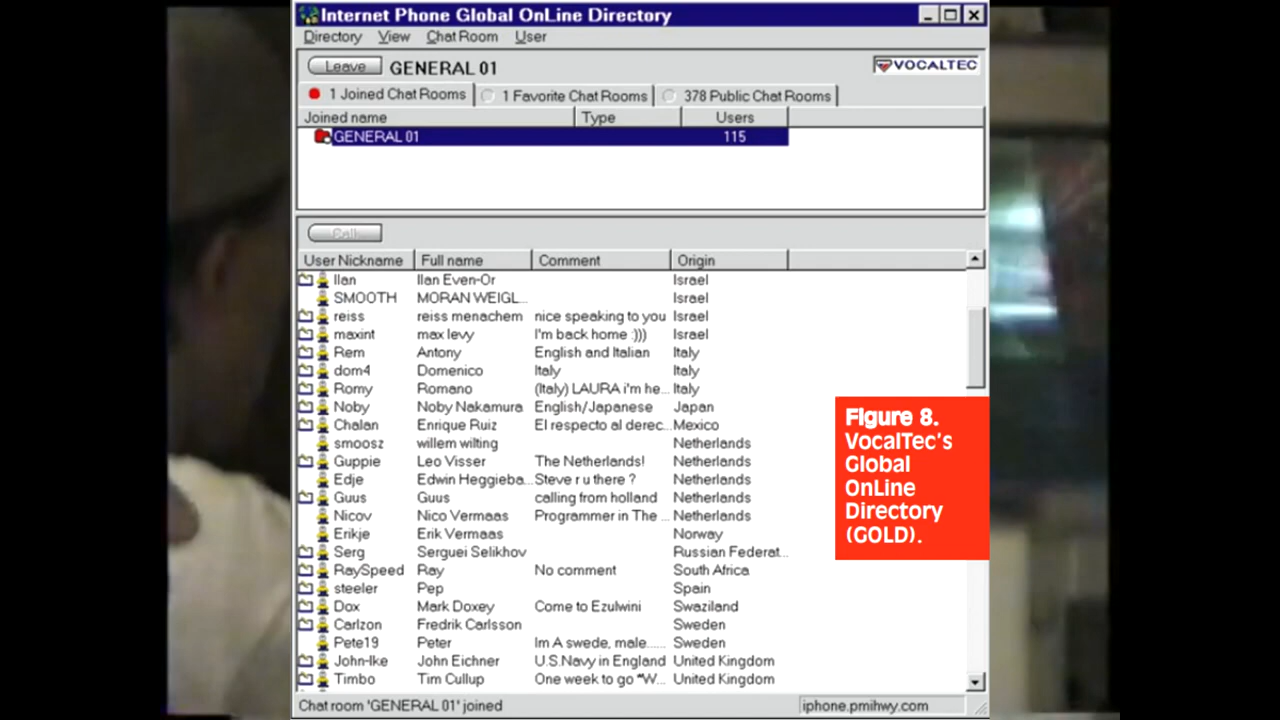 Internet Phone Global OnLine Directory
Directory View Chat Room User
Leave GENERAL 01 VOCALTEC
1 Joined Chat Rooms 1 Favorite Chat Rooms 378 Public Chat Rooms
Joined name Type Users
GENERAL 01 115
Call
User Nickname Full name Comment Origin
Ilan Ilan Even-Or Israel
SMOOTH MORAN WEIGL... Israel
reiss reiss menachem nice speaking to you Israel
maxint max levy I'm back home :))) Israel
Rem Antony English and Italian Italy
dom4 Domenico Italy Italy
Romy Romano (Italy) LAURA i'm he... Italy
Noby Noby Nakamura English/Japanese Japan
Chalan Enrique Ruiz El respecto al derec... Mexico
smoosz willem wilting Netherlands
Guppie Leo Visser The Netherlands! Netherlands
Edje Edwin Heggieba... Steve r u there ? Netherlands
Guus Guus calling from holland Netherlands
Nicov Nico Vermaas Programmer in The ... Netherlands
Erikje Erik Vermaas Norway
Serg Serguei Selikhov Russian Federat...
RaySpeed Ray No comment South Africa
steeler Pep Spain
Dox Mark Doxey Come to Ezulwini Swaziland
Carlzon Fredrik Carlsson Sweden
Pete19 Peter Im A swede, male...... Sweden
John-Ike John Eichner U.S.Navy in England United Kingdom
Timbo Tim Cullup One week to go "W... United Kingdom
Chat room 'GENERAL 01' joined iphone.pmihwy.com
Figure 8.
VocalTec's
Global
OnLine
Directory
(GOLD).